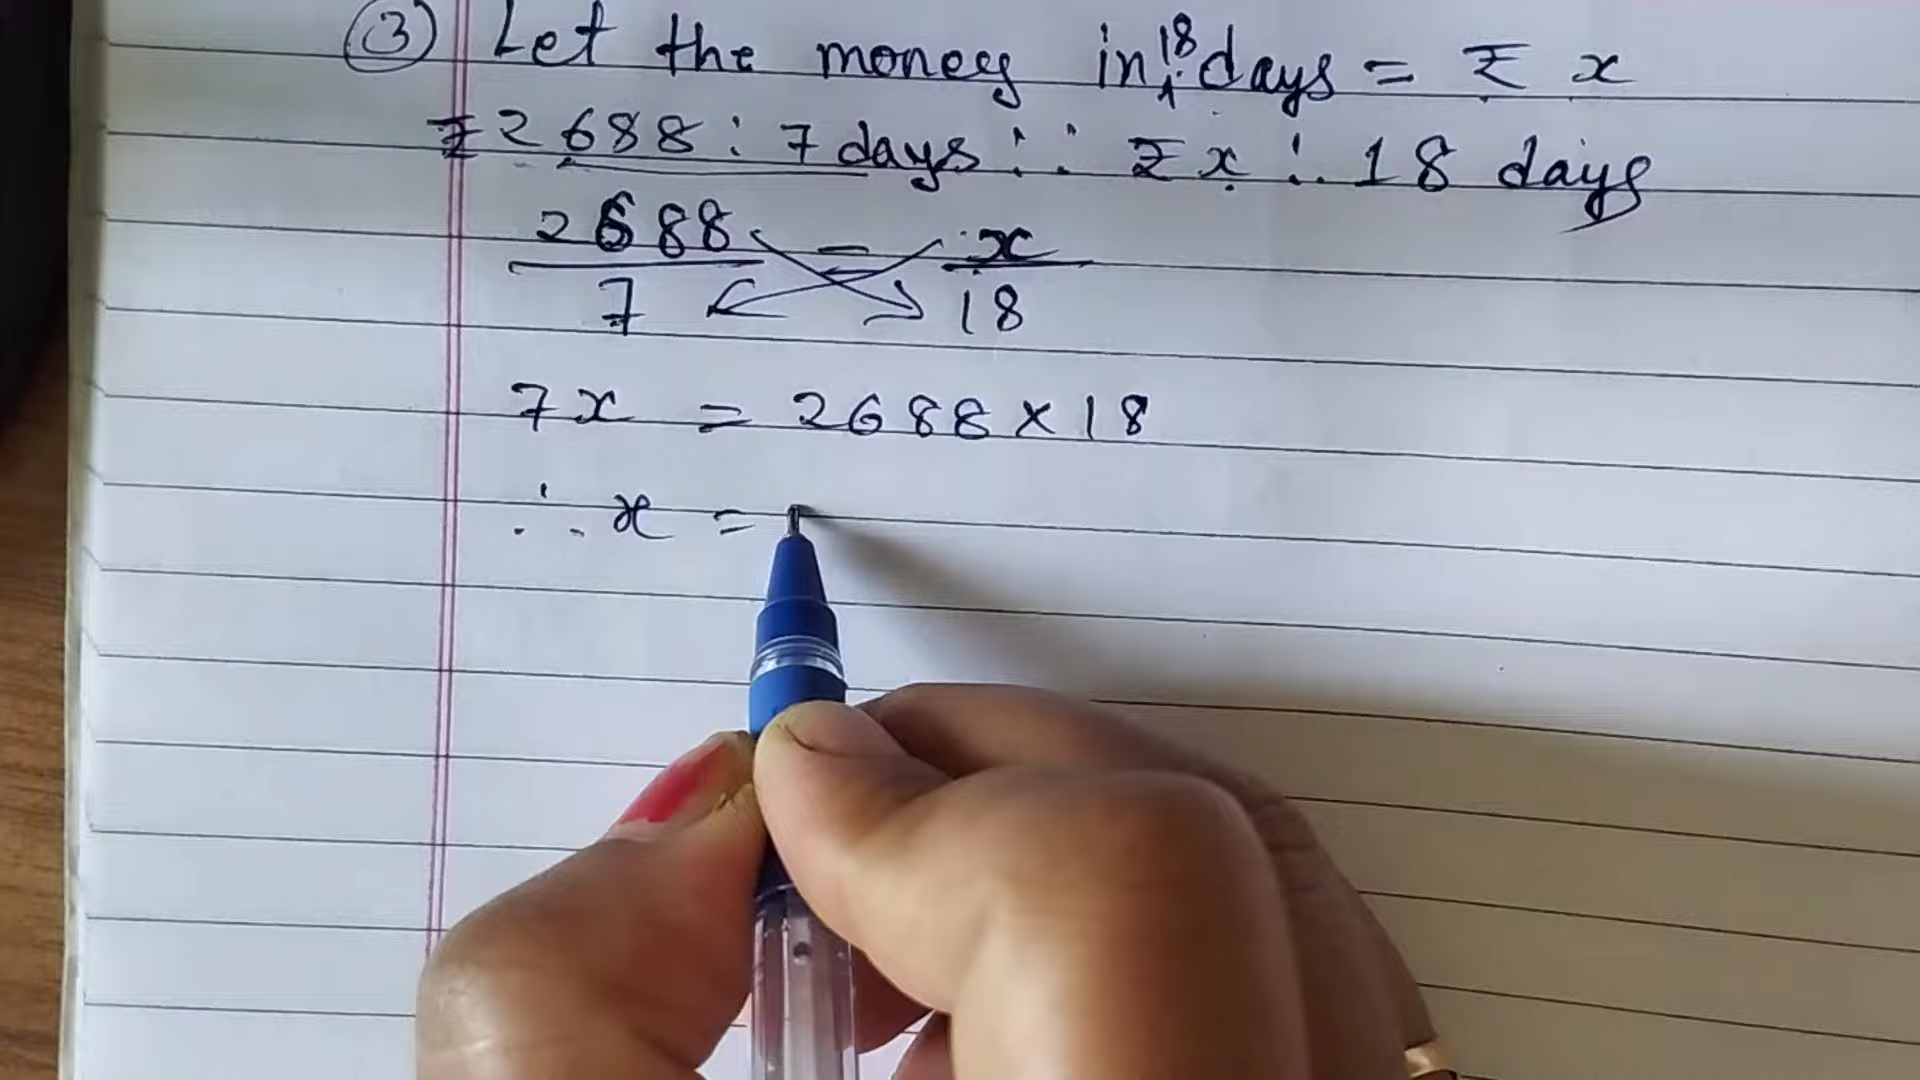 ③ Let the money in 18 days = ₹ x
₹2688 : 7 days :: ₹x : 18 days
2688/7 = x/18
7x = 2688 × 18
∴ x =